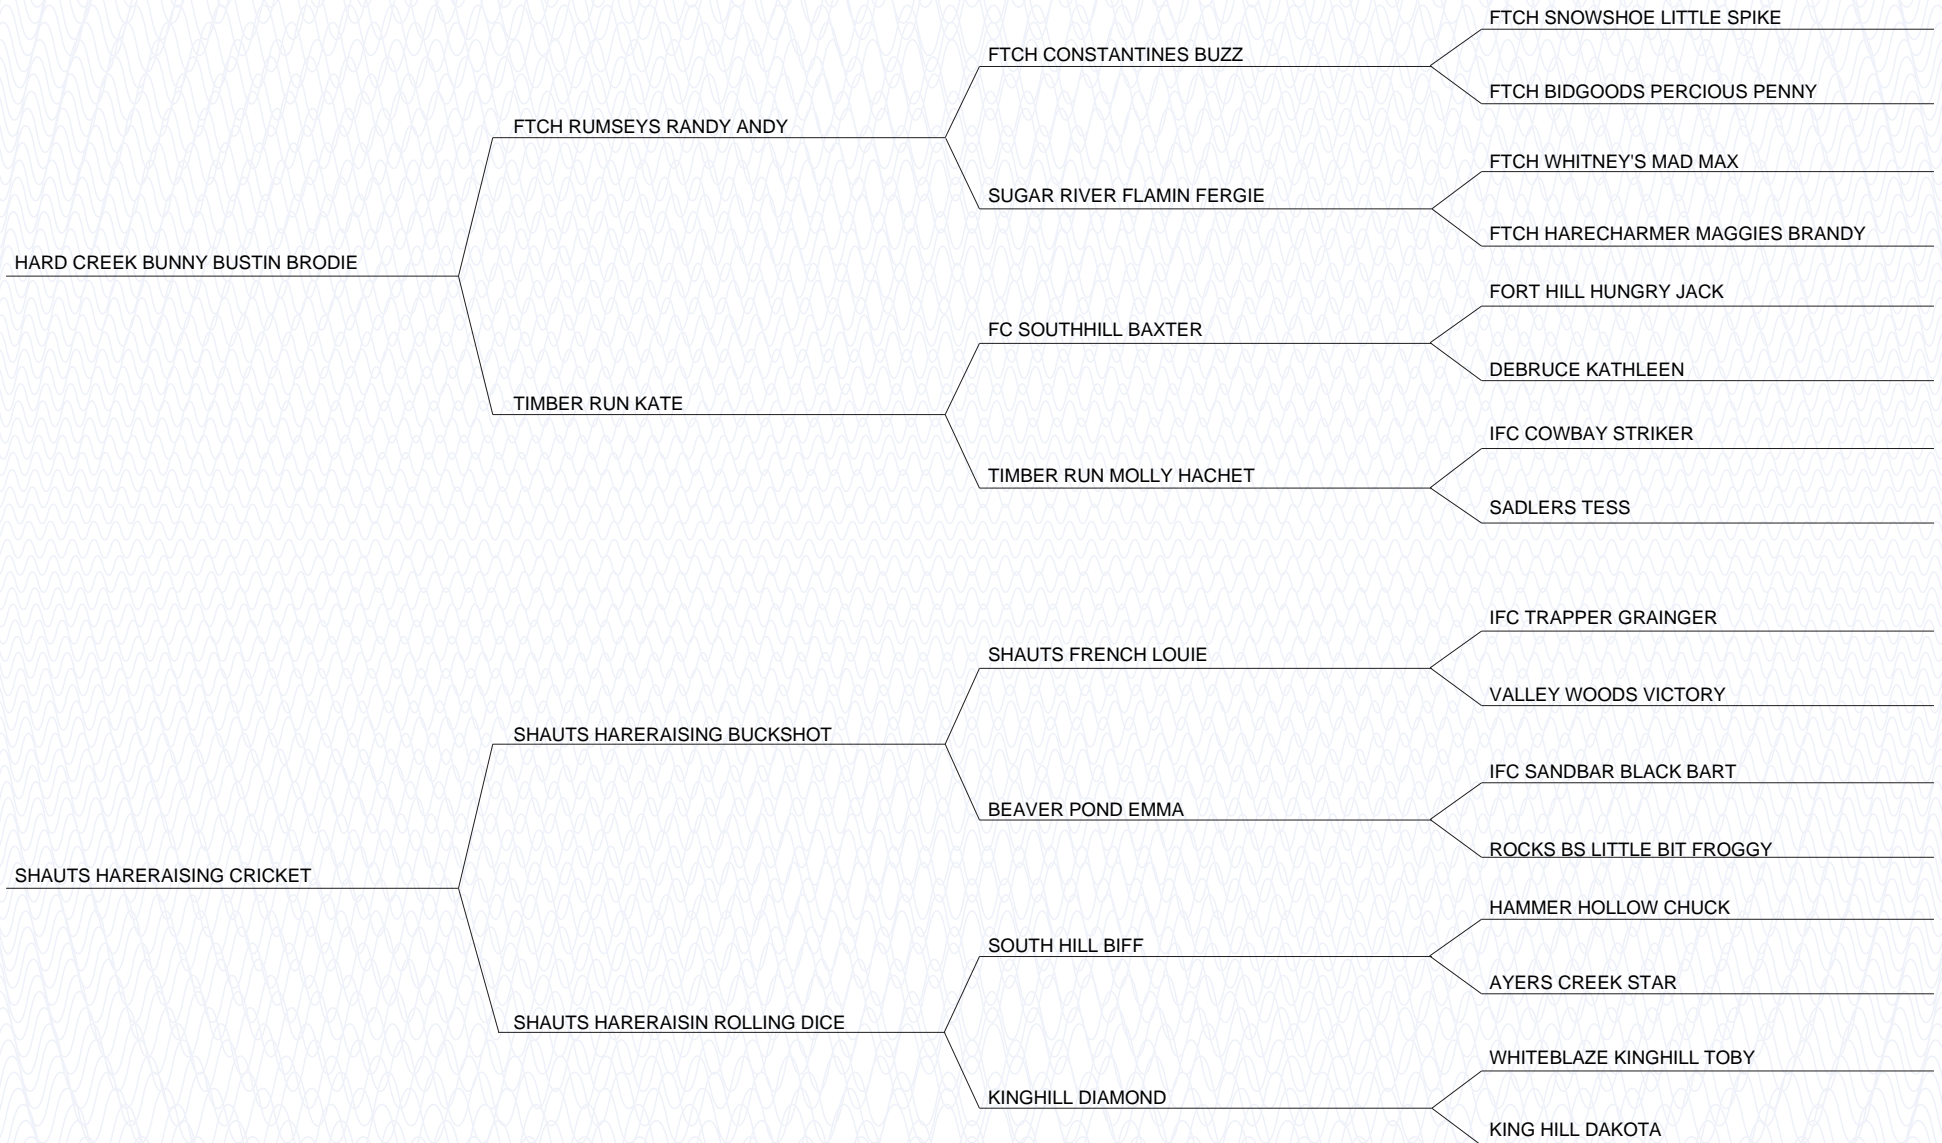 FTCH SNOWSHOE LITTLE SPIKE
FTCH CONSTANTINES BUZZ
FTCH BIDGOODS PERCIOUS PENNY
FTCH RUMSEYS RANDY ANDY
FTCH WHITNEY'S MAD MAX
SUGAR RIVER FLAMIN FERGIE
FTCH HARECHARMER MAGGIES BRANDY
HARD CREEK BUNNY BUSTIN BRODIE
FORT HILL HUNGRY JACK
FC SOUTHHILL BAXTER
DEBRUCE KATHLEEN
TIMBER RUN KATE
IFC COWBAY STRIKER
TIMBER RUN MOLLY HACHET
SADLERS TESS
IFC TRAPPER GRAINGER
SHAUTS FRENCH LOUIE
VALLEY WOODS VICTORY
SHAUTS HARERAISING BUCKSHOT
IFC SANDBAR BLACK BART
BEAVER POND EMMA
ROCKS BS LITTLE BIT FROGGY
SHAUTS HARERAISING CRICKET
HAMMER HOLLOW CHUCK
SOUTH HILL BIFF
AYERS CREEK STAR
SHAUTS HARERAISIN ROLLING DICE
WHITEBLAZE KINGHILL TOBY
KINGHILL DIAMOND
KING HILL DAKOTA